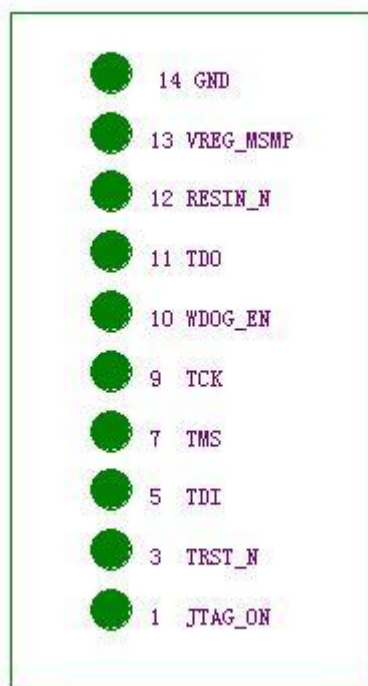 14 GND
13 VREG_MSMP
12 RESIN_N
11 TDO
10 WDOG_EN
9 TCK
7 TMS
5 TDI
3 TRST_N
1 JTAG_ON